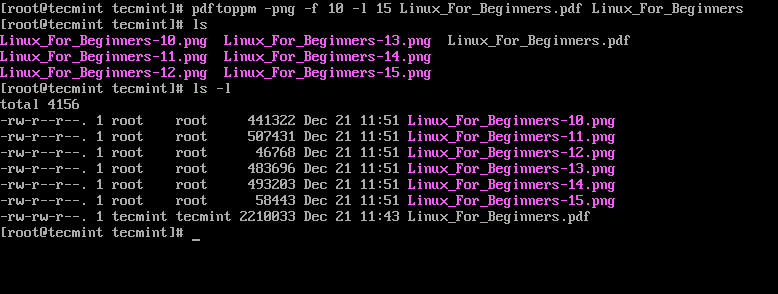 [root@tecmint tecmint]# pdftoppm -png -f 10 -l 15 Linux_For_Beginners.pdf Linux_For_Beginners
[root@tecmint tecmint]# ls
Linux_For_Beginners-10.png  Linux_For_Beginners-13.png  Linux_For_Beginners.pdf
Linux_For_Beginners-11.png  Linux_For_Beginners-14.png
Linux_For_Beginners-12.png  Linux_For_Beginners-15.png
[root@tecmint tecmint]# ls -l
total 4156
-rw-r--r--. 1 root    root     441322 Dec 21 11:51 Linux_For_Beginners-10.png
-rw-r--r--. 1 root    root     507431 Dec 21 11:51 Linux_For_Beginners-11.png
-rw-r--r--. 1 root    root      46768 Dec 21 11:51 Linux_For_Beginners-12.png
-rw-r--r--. 1 root    root     483696 Dec 21 11:51 Linux_For_Beginners-13.png
-rw-r--r--. 1 root    root     493203 Dec 21 11:51 Linux_For_Beginners-14.png
-rw-r--r--. 1 root    root      58443 Dec 21 11:51 Linux_For_Beginners-15.png
-rw-rw-r--. 1 tecmint tecmint 2210033 Dec 21 11:43 Linux_For_Beginners.pdf
[root@tecmint tecmint]# _